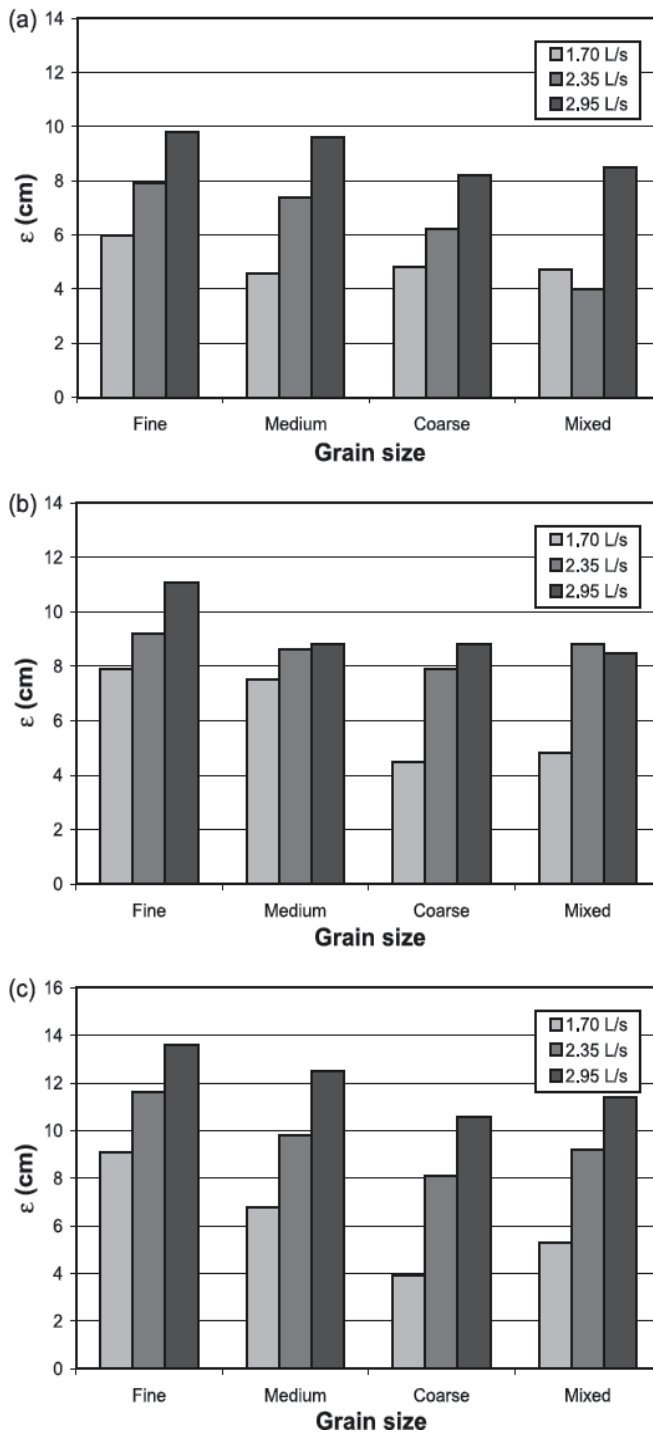 (a)
14
12
10
8
6
4
2
0
ε (cm)
1.70 L/s
2.35 L/s
2.95 L/s
Fine Medium Coarse Mixed
Grain size
(b)
14
12
10
8
6
4
2
0
ε (cm)
1.70 L/s
2.35 L/s
2.95 L/s
Fine Medium Coarse Mixed
Grain size
(c)
16
14
12
10
8
6
4
2
0
ε (cm)
1.70 L/s
2.35 L/s
2.95 L/s
Fine Medium Coarse Mixed
Grain size